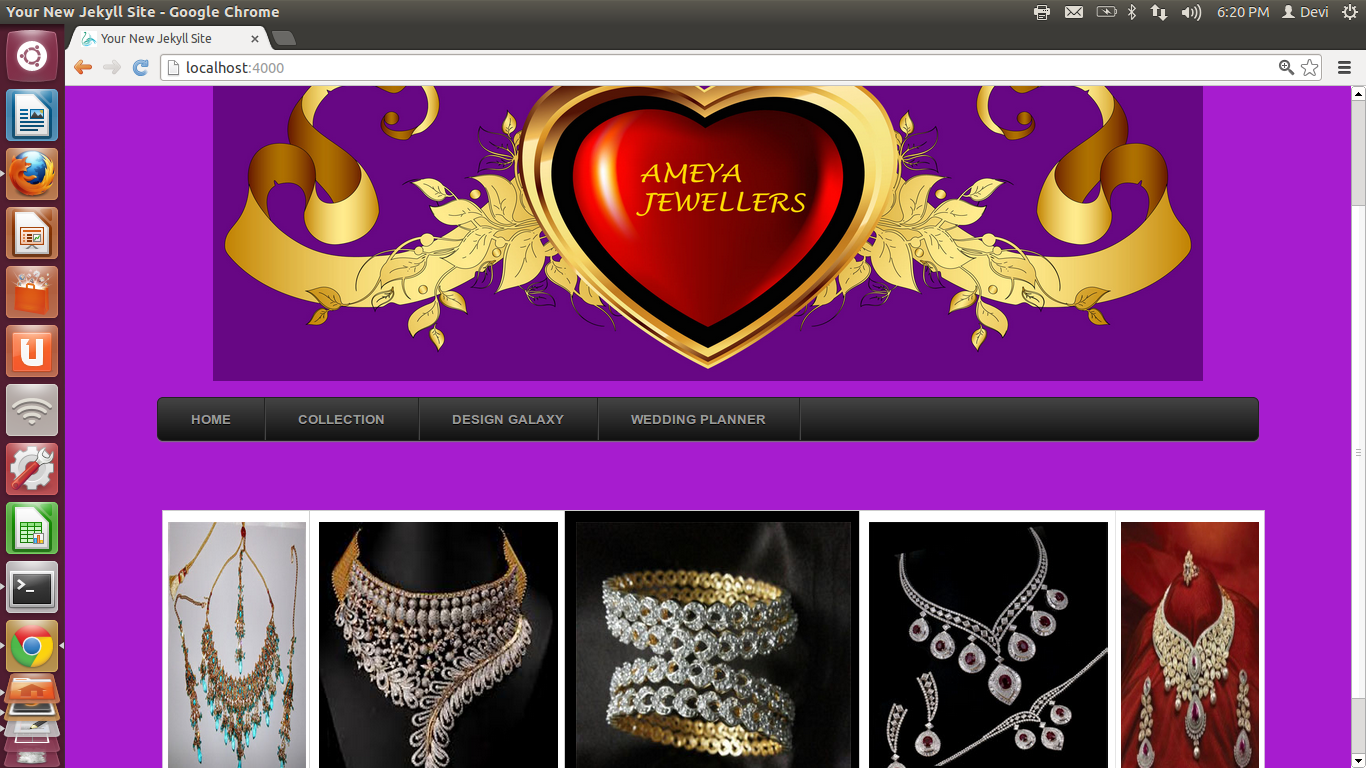 Your New Jekyll Site - Google Chrome
6:20 PM Devi
Your New Jekyll Site
localhost:4000
AMEYA
JEWELLERS
HOME COLLECTION DESIGN GALAXY WEDDING PLANNER